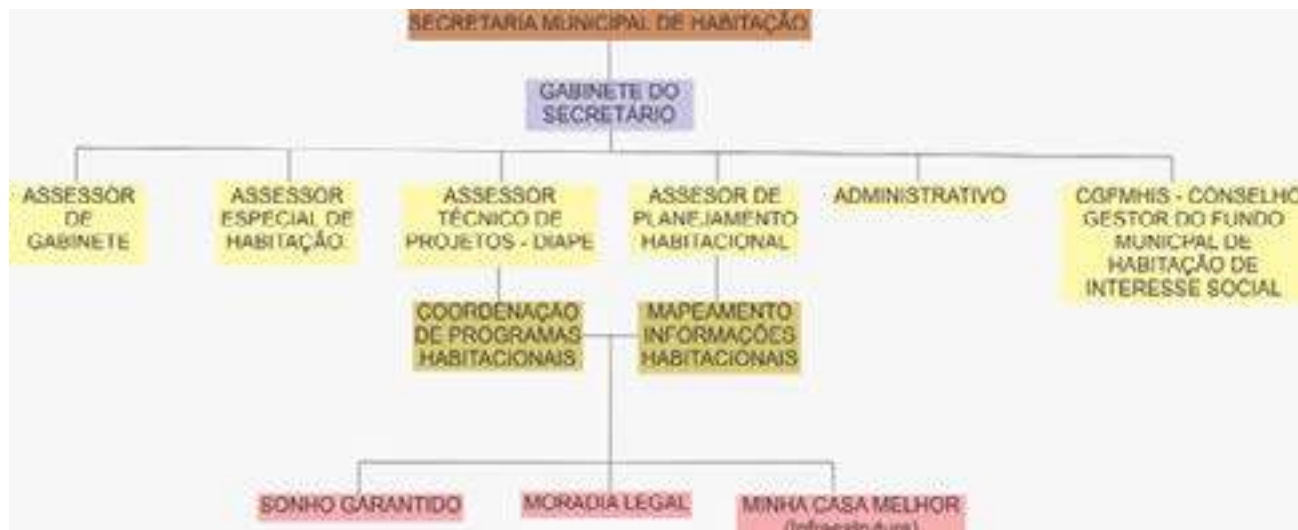 SECRETARIA MUNICIPAL DE HABITAÇÃO
GABINETE DO
SECRETÁRIO
ASSESSOR
DE
GABINETE
ASSESSOR
ESPECIAL DE
HABITAÇÃO
ASSESSOR
TÉCNICO DE
PROJETOS - DIAPE
ASSESOR DE
PLANEJAMENTO
HABITACIONAL
ADMINISTRATIVO
CGFMHIS - CONSELHO
GESTOR DO FUNDO
MUNICPAL DE
HABITAÇÃO DE
INTERESSE SOCIAL
COORDENAÇÃO
DE PROGRAMAS
HABITACIONAIS
MAPEAMENTO
INFORMAÇÕES
HABITACIONAIS
SONHO GARANTIDO
MORADIA LEGAL
MINHA CASA MELHOR
(Infraestrutura)